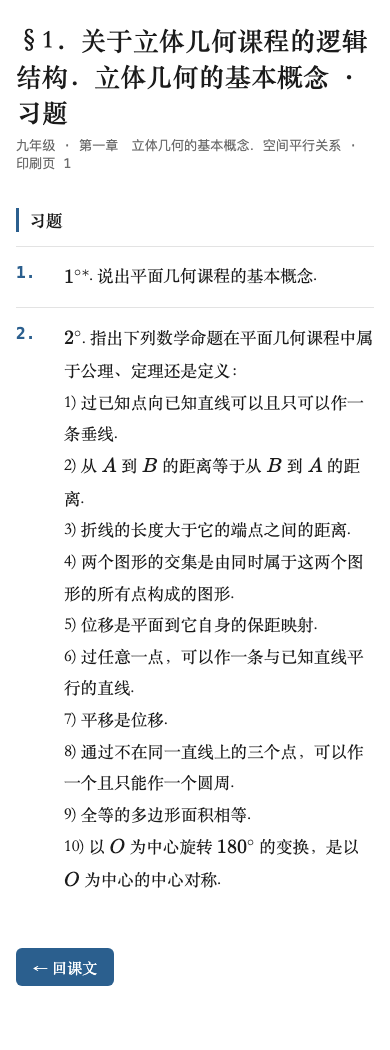 §1. 关于立体几何课程的逻辑
结构. 立体几何的基本概念 ·
习题
九年级 · 第一章 立体几何的基本概念. 空间平行关系 ·
印刷页 1
习题
1. 1°*. 说出平面几何课程的基本概念.
2. 2°. 指出下列数学命题在平面几何课程中属
于公理、定理还是定义：
1) 过已知点向已知直线可以且只可以作一
条垂线.
2) 从 A 到 B 的距离等于从 B 到 A 的距
离.
3) 折线的长度大于它的端点之间的距离.
4) 两个图形的交集是由同时属于这两个图
形的所有点构成的图形.
5) 位移是平面到它自身的保距映射.
6) 过任意一点，可以作一条与已知直线平
行的直线.
7) 平移是位移.
8) 通过不在同一直线上的三个点，可以作
一个且只能作一个圆周.
9) 全等的多边形面积相等.
10) 以 O 为中心旋转 180° 的变换，是以
O 为中心的中心对称.
← 回课文